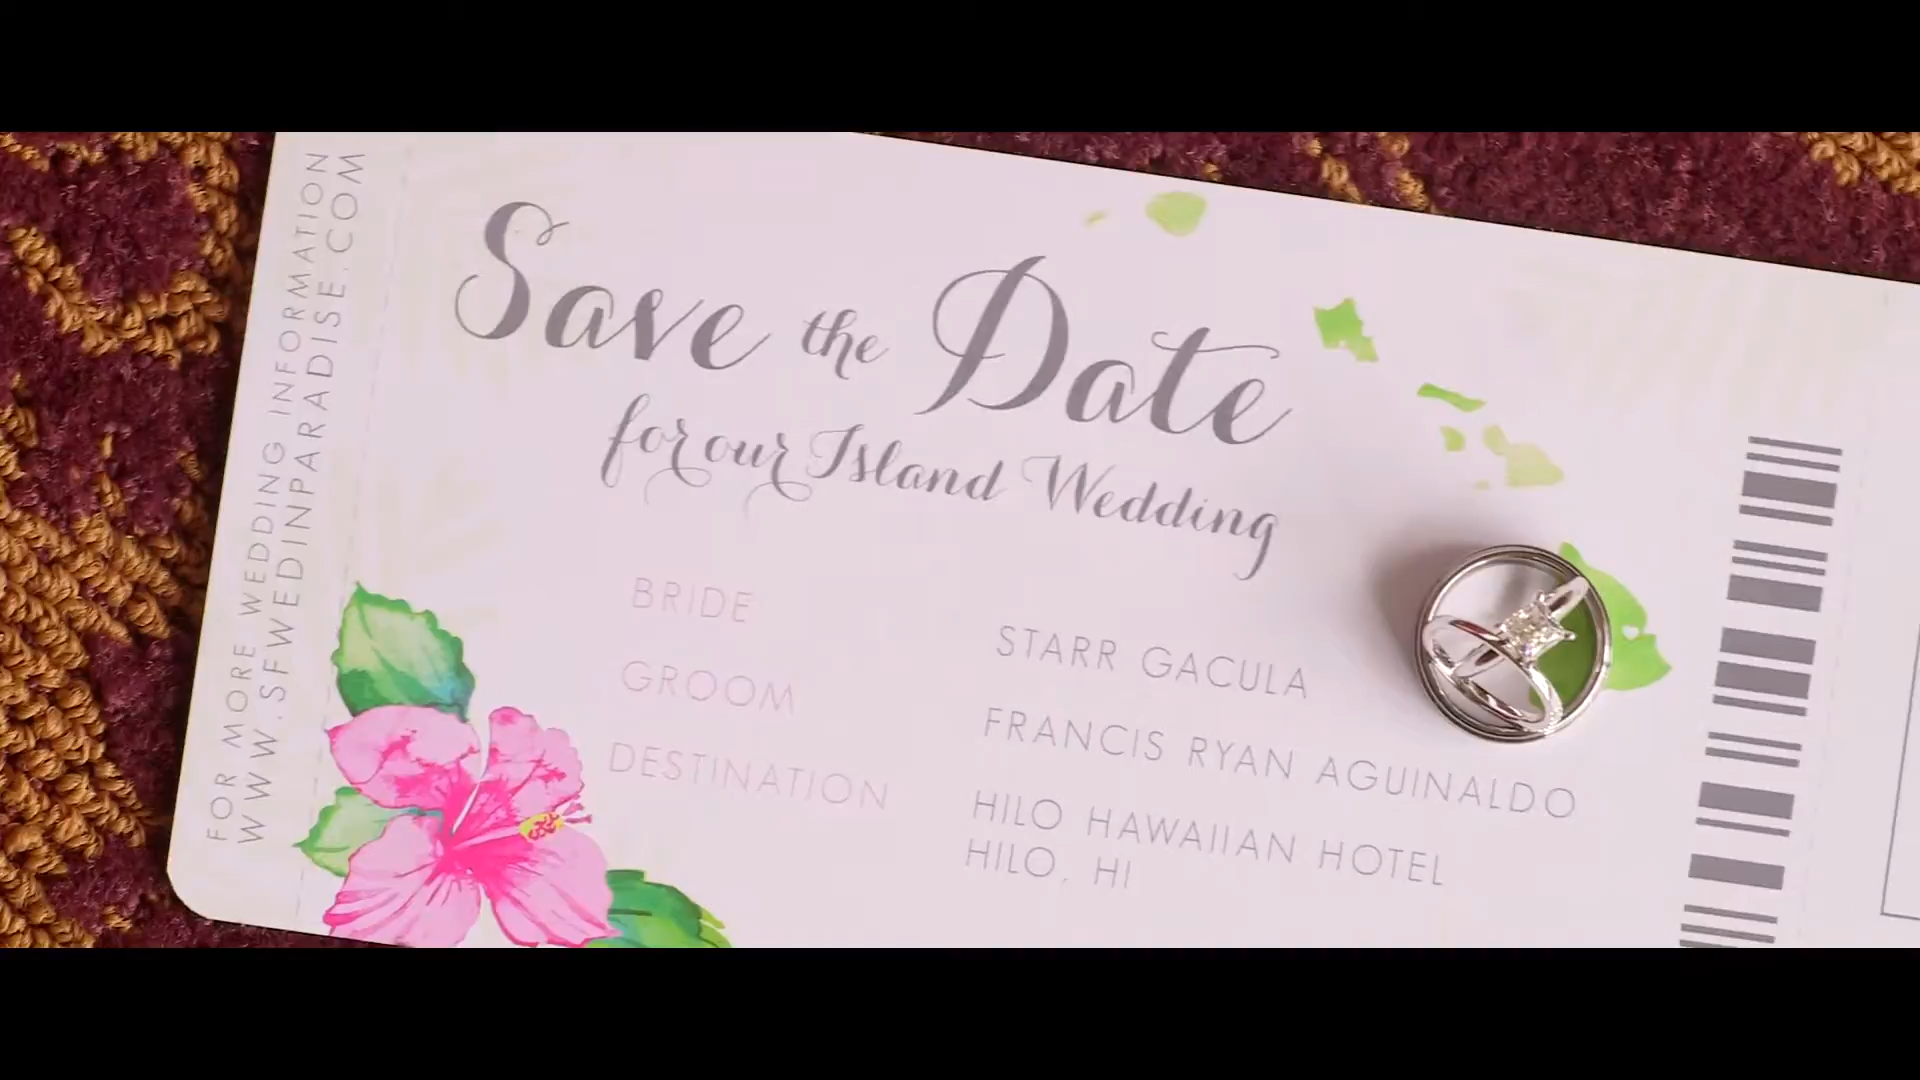 FOR MORE WEDDING INFORMATION
WWW.SFWEDINPARADISE.COM
Save the Date
for our Island Wedding
BRIDE
STARR GACULA
GROOM
FRANCIS RYAN AGUINALDO
DESTINATION
HILO HAWAIIAN HOTEL
HILO, HI